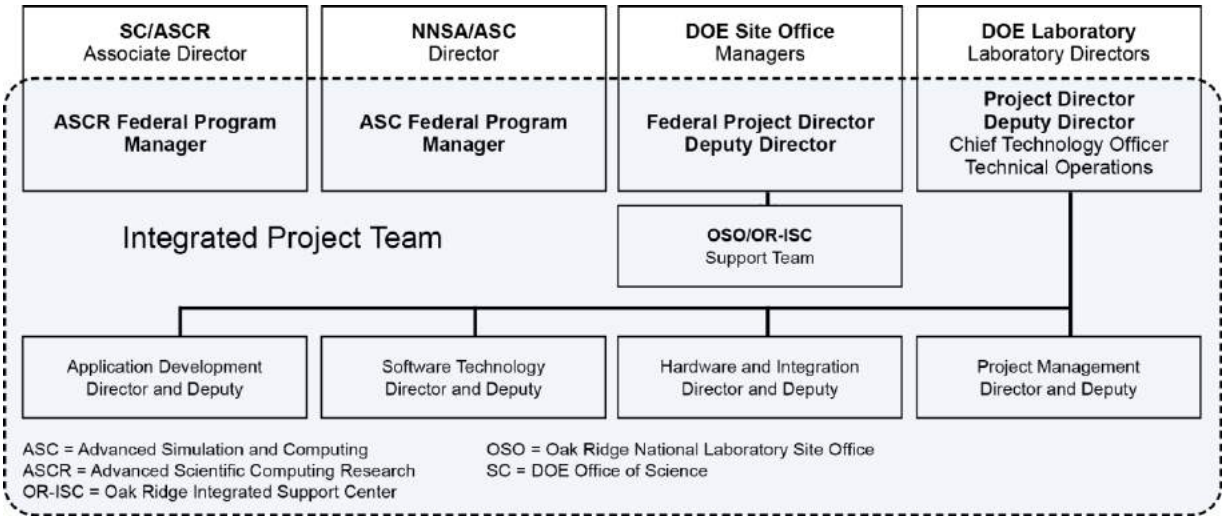 SC/ASCR
Associate Director
NNSA/ASC
Director
DOE Site Office
Managers
DOE Laboratory
Laboratory Directors
ASCR Federal Program
Manager
ASC Federal Program
Manager
Federal Project Director
Deputy Director
Project Director
Deputy Director
Chief Technology Officer
Technical Operations
Integrated Project Team
OSO/OR-ISC
Support Team
Application Development
Director and Deputy
Software Technology
Director and Deputy
Hardware and Integration
Director and Deputy
Project Management
Director and Deputy
ASC = Advanced Simulation and Computing
ASCR = Advanced Scientific Computing Research
OR-ISC = Oak Ridge Integrated Support Center
OSO = Oak Ridge National Laboratory Site Office
SC = DOE Office of Science